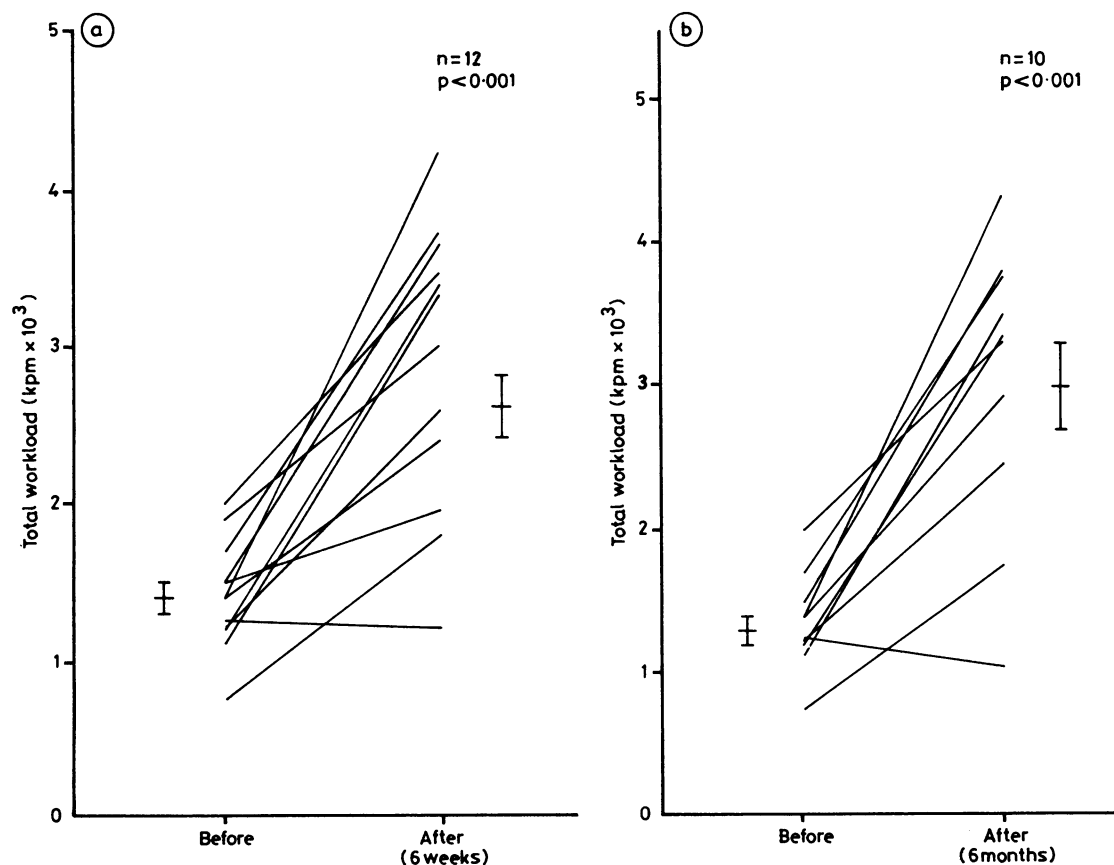 a
n=12
p<0·001
Total workload (kpm × 10³)
5
4
3
2
1
0
Before
After
(6 weeks)
b
n=10
p<0·001
Total workload (kpm × 10³)
5
4
3
2
1
0
Before
After
(6months)